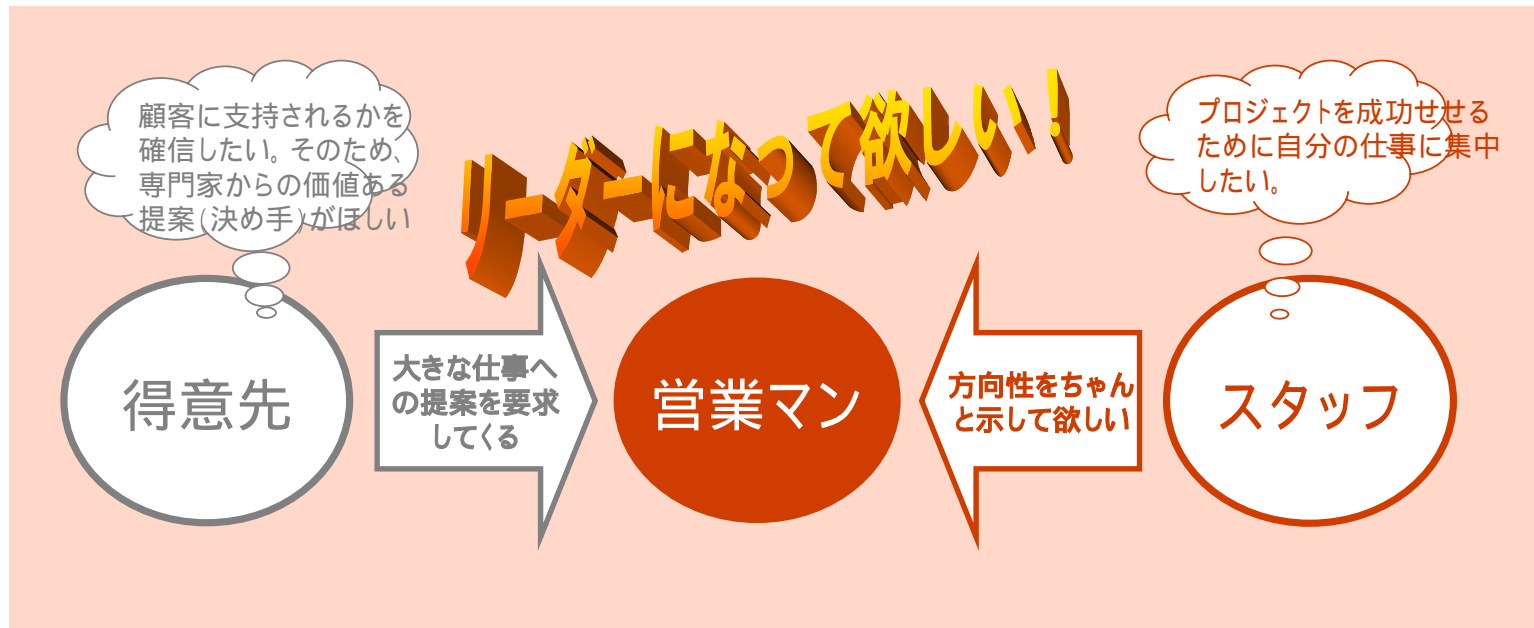 リーダーになって欲しい！
顧客に支持されるかを
確信したい。そのため、
専門家からの価値ある
提案(決め手)がほしい
プロジェクトを成功せせる
ために自分の仕事に集中
したい。
得意先
大きな仕事へ
の提案を要求
してくる
営業マン
方向性をちゃん
と示して欲しい
スタッフ